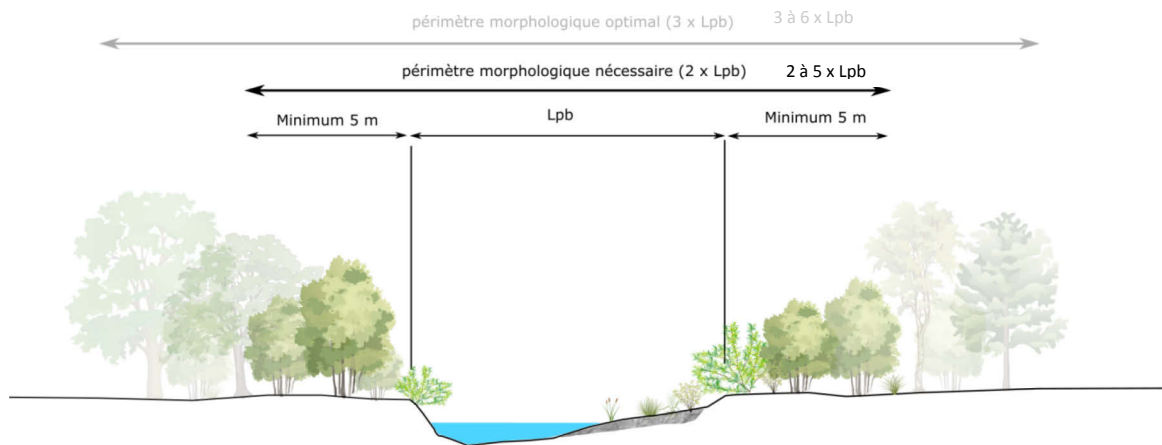 périmètre morphologique optimal (3 x Lpb) 3 à 6 x Lpb
périmètre morphologique nécessaire (2 x Lpb) 2 à 5 x Lpb
Minimum 5 m Lpb Minimum 5 m